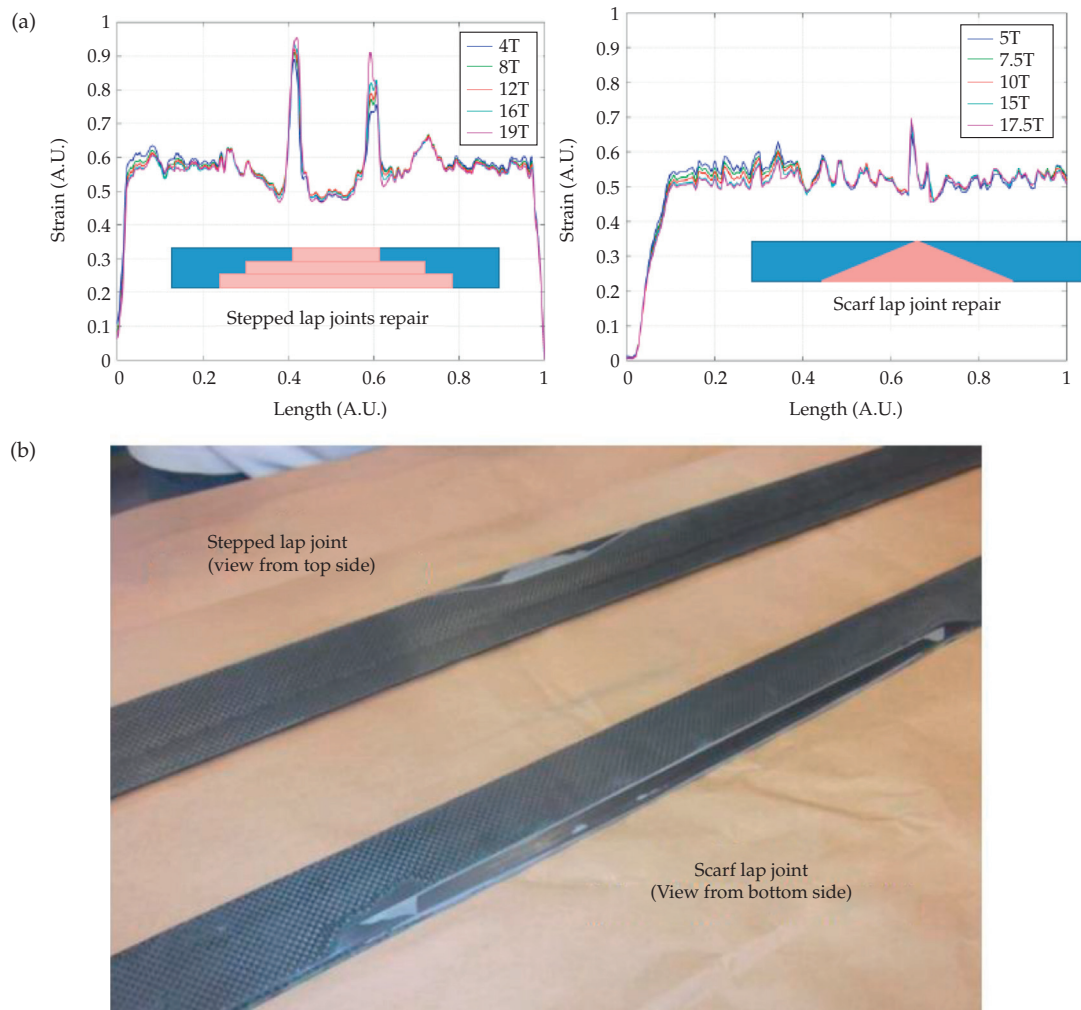 (a)
1
0.9
0.8
0.7
0.6
0.5
0.4
0.3
0.2
0.1
0
Strain (A.U.)
4T
8T
12T
16T
19T
Stepped lap joints repair
0 0.2 0.4 0.6 0.8 1
Length (A.U.)
1
0.9
0.8
0.7
0.6
0.5
0.4
0.3
0.2
0.1
0
Strain (A.U.)
5T
7.5T
10T
15T
17.5T
Scarf lap joint repair
0 0.2 0.4 0.6 0.8 1
Length (A.U.)
(b)
Stepped lap joint
(view from top side)
Scarf lap joint
(View from bottom side)